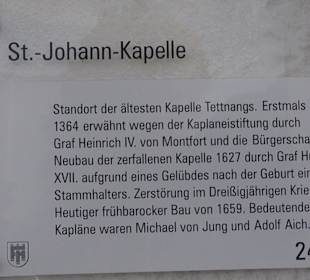 St.-Johann-Kapelle
Standort der ältesten Kapelle Tettnangs. Erstmals
1364 erwähnt wegen der Kaplaneistiftung durch
Graf Heinrich IV. von Montfort und die Bürgerscha
Neubau der zerfallenen Kapelle 1627 durch Graf H
XVII. aufgrund eines Gelübdes nach der Geburt ein
Stammhalters. Zerstörung im Dreißigjährigen Krie
Heutiger frühbarocker Bau von 1659. Bedeutende
Kapläne waren Michael von Jung und Adolf Aich.
24